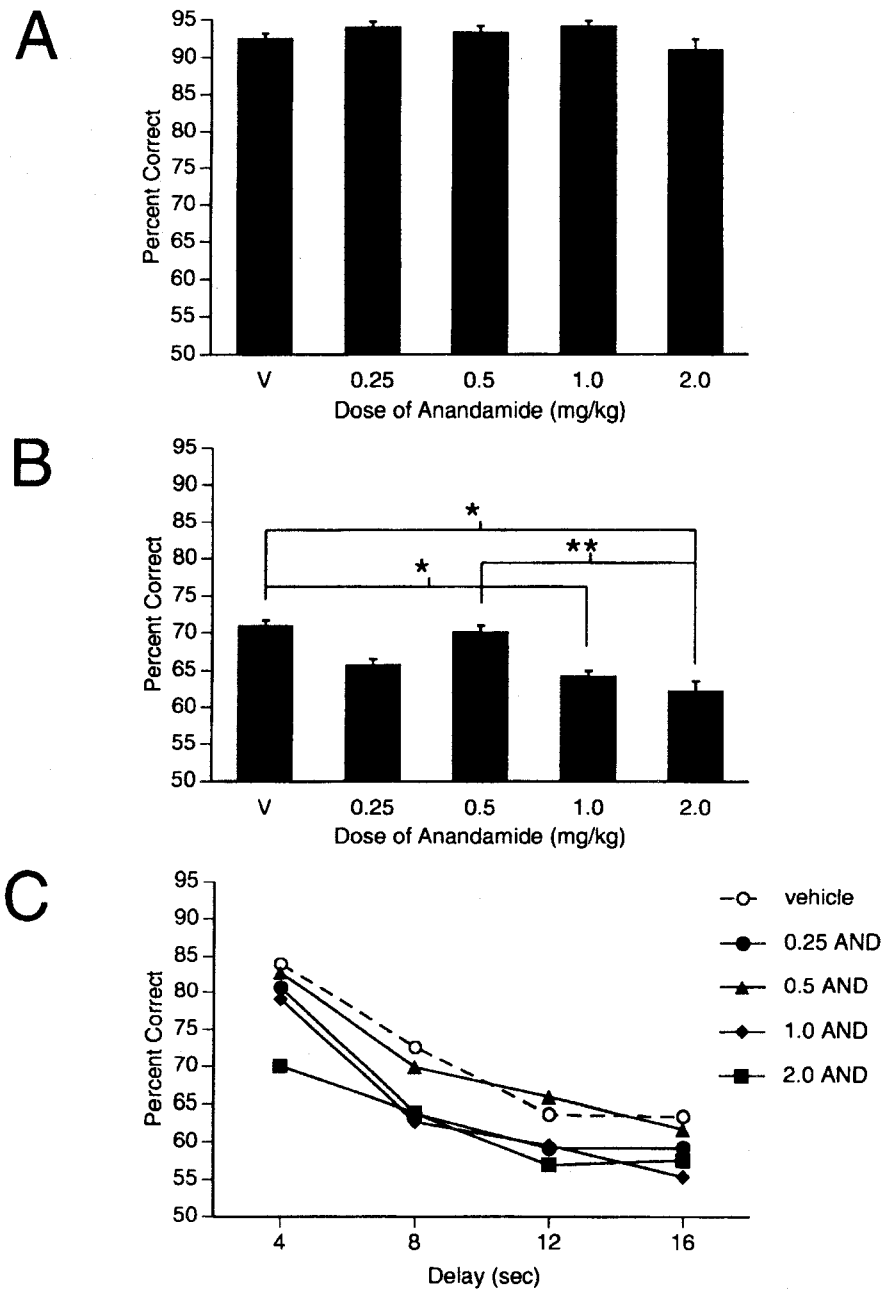 A
95
90
85
80
75
70
65
60
55
50
Percent Correct
V 0.25 0.5 1.0 2.0
Dose of Anandamide (mg/kg)
B
95
90
85
80
75
70
65
60
55
50
Percent Correct
*
**
*
V 0.25 0.5 1.0 2.0
Dose of Anandamide (mg/kg)
C
95
90
85
80
75
70
65
60
55
50
Percent Correct
4 8 12 16
Delay (sec)
vehicle
0.25 AND
0.5 AND
1.0 AND
2.0 AND